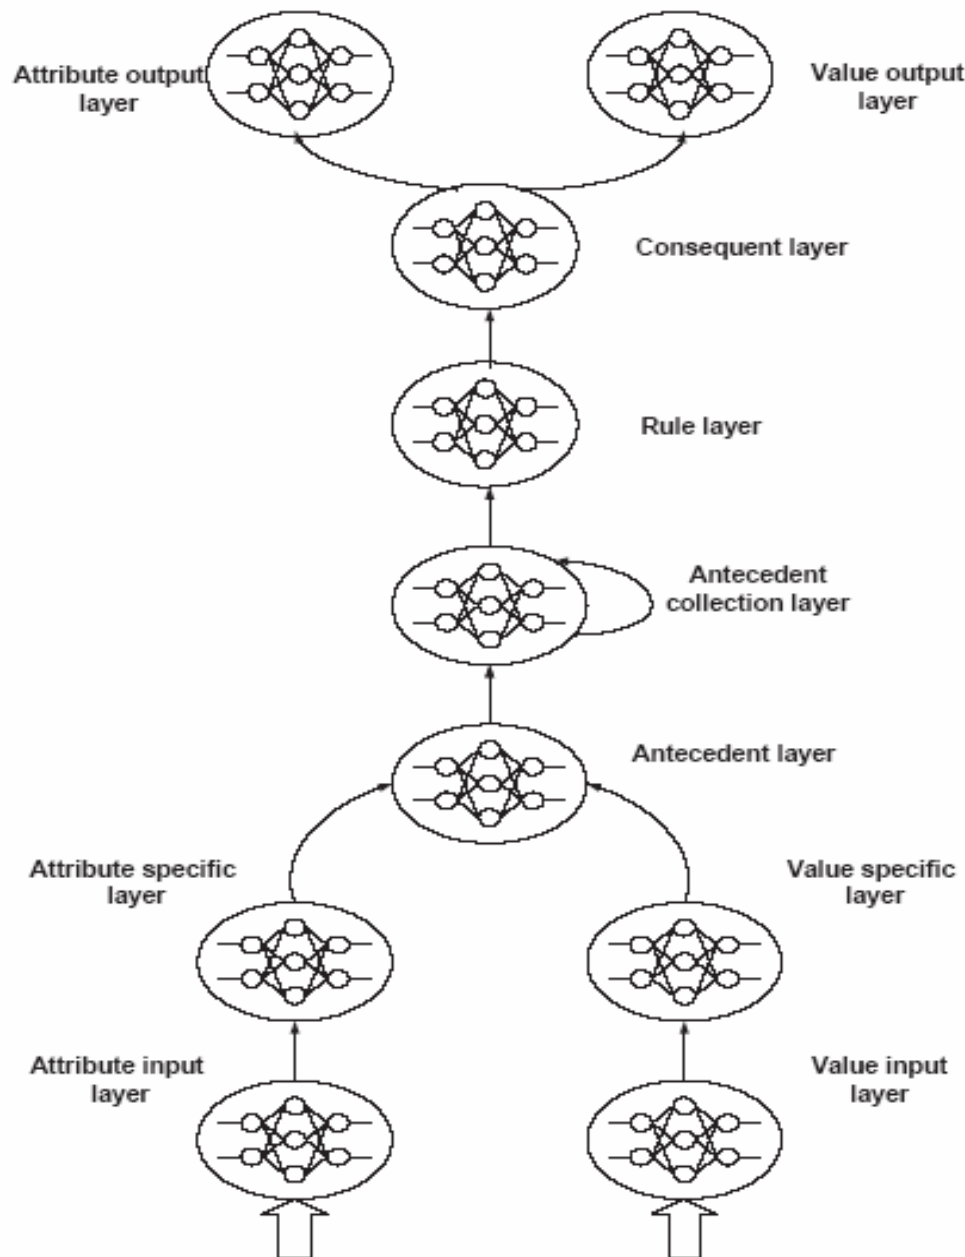 Attribute output
layer
Value output
layer
Consequent layer
Rule layer
Antecedent
collection layer
Antecedent layer
Attribute specific
layer
Value specific
layer
Attribute input
layer
Value input
layer